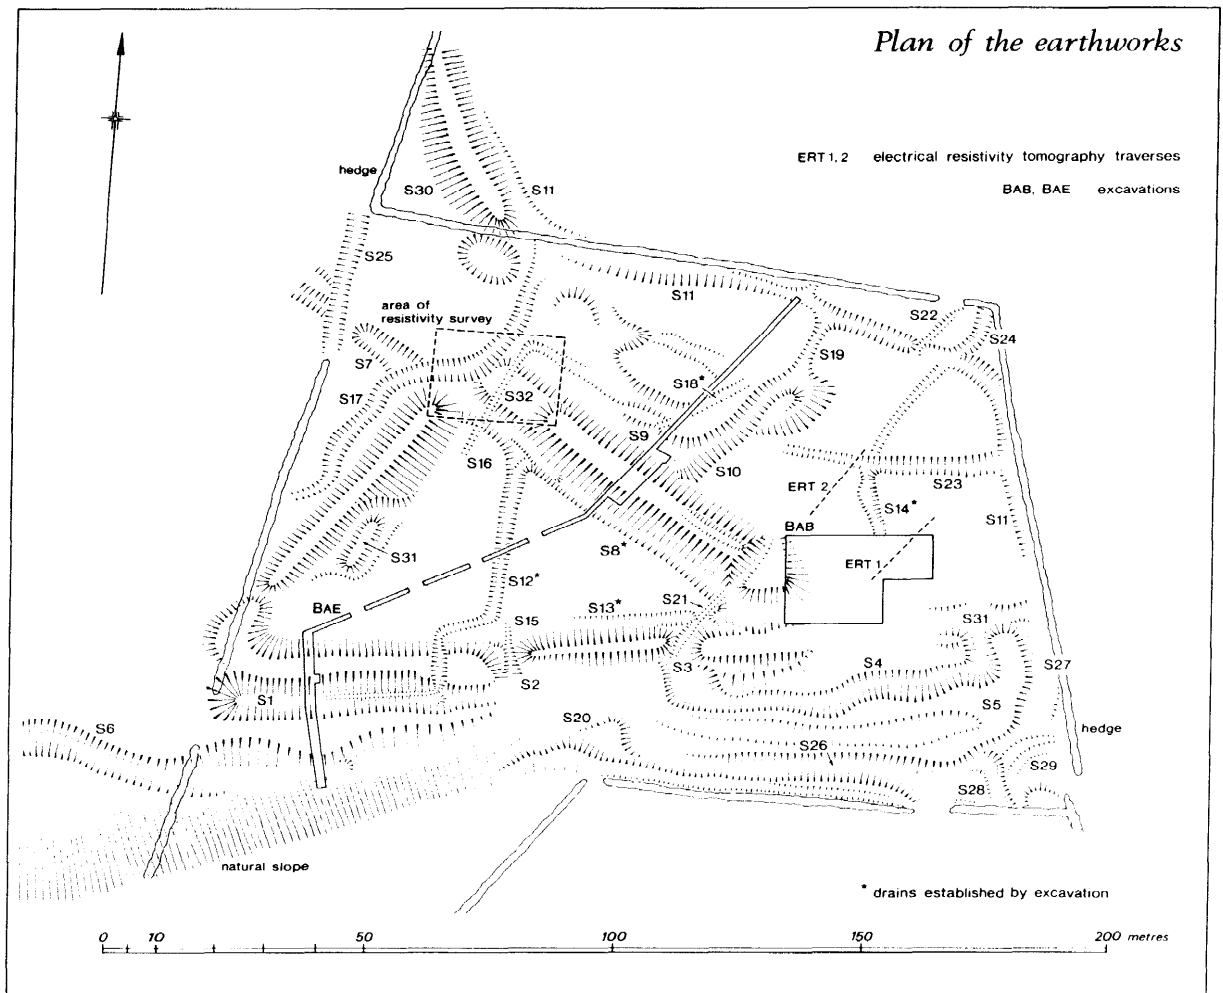 Plan of the earthworks
ERT 1, 2 electrical resistivity tomography traverses
BAB, BAE excavations
hedge
S30
S11
S25
S11
area of
resistivity survey
S22
S24
S7
S19
S18*
S17
S32
S9
S16
S10
ERT 2
S23
S14*
S11
BAB
S8*
S31
ERT 1
S12*
BAE
S13*
S21
S15
S31
S3
S4
S27
S2
S1
S5
S6
S20
hedge
S26
S29
S28
natural slope
* drains established by excavation
0 10 50 100 150 200 metres